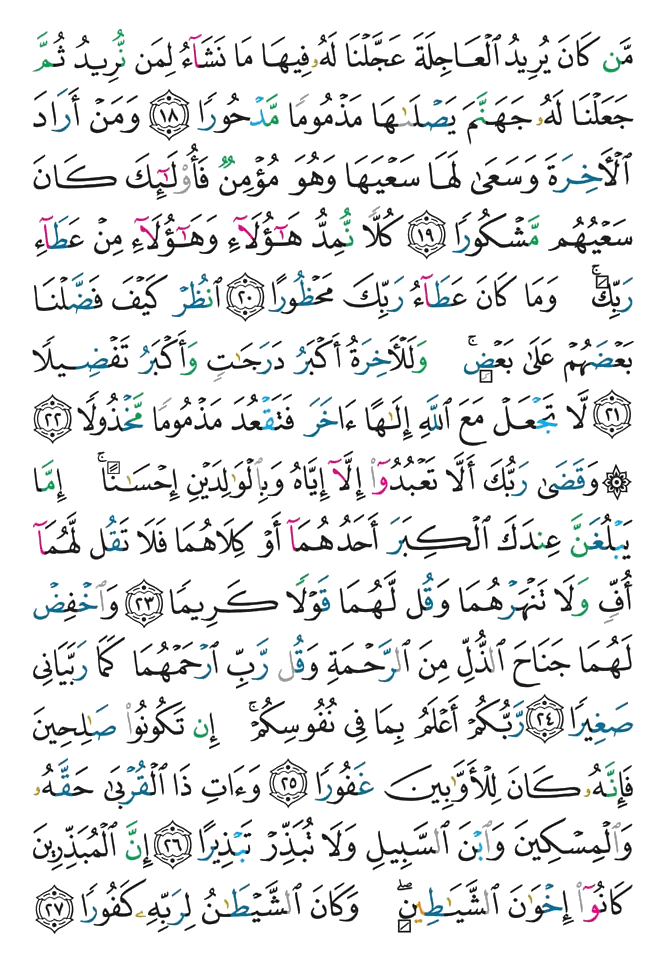 مَّن كَانَ يُرِيدُ ٱلْعَاجِلَةَ عَجَّلْنَا لَهُۥ فِيهَا مَا نَشَآءُ لِمَن نُّرِيدُ ثُمَّ
جَعَلْنَا لَهُۥ جَهَنَّمَ يَصْلَىٰهَا مَذْمُومًا مَّدْحُورًا ١٨ وَمَنْ أَرَادَ
ٱلْـَٔاخِرَةَ وَسَعَىٰ لَهَا سَعْيَهَا وَهُوَ مُؤْمِنٌ فَأُو۟لَـٰٓئِكَ كَانَ
سَعْيُهُم مَّشْكُورًا ١٩ كُلًّا نُّمِدُّ هَـٰٓؤُلَآءِ وَهَـٰٓؤُلَآءِ مِنْ عَطَآءِ
رَبِّكَ ۚ وَمَا كَانَ عَطَآءُ رَبِّكَ مَحْظُورًا ٢٠ ٱنظُرْ كَيْفَ فَضَّلْنَا
بَعْضَهُمْ عَلَىٰ بَعْضٍ ۚ وَلَلْـَٔاخِرَةُ أَكْبَرُ دَرَجَـٰتٍ وَأَكْبَرُ تَفْضِيلًا
٢١ لَّا تَجْعَلْ مَعَ ٱللَّهِ إِلَـٰهًا ءَاخَرَ فَتَقْعُدَ مَذْمُومًا مَّخْذُولًا ٢٢
۞ وَقَضَىٰ رَبُّكَ أَلَّا تَعْبُدُوٓا۟ إِلَّآ إِيَّاهُ وَبِٱلْوَٰلِدَيْنِ إِحْسَـٰنًا ۚ إِمَّا
يَبْلُغَنَّ عِندَكَ ٱلْكِبَرَ أَحَدُهُمَآ أَوْ كِلَاهُمَا فَلَا تَقُل لَّهُمَآ
أُفٍّ وَلَا تَنْهَرْهُمَا وَقُل لَّهُمَا قَوْلًا كَرِيمًا ٢٣ وَٱخْفِضْ
لَهُمَا جَنَاحَ ٱلذُّلِّ مِنَ ٱلرَّحْمَةِ وَقُل رَّبِّ ٱرْحَمْهُمَا كَمَا رَبَّيَانِى
صَغِيرًا ٢٤ رَّبُّكُمْ أَعْلَمُ بِمَا فِى نُفُوسِكُمْ ۚ إِن تَكُونُوا۟ صَـٰلِحِينَ
فَإِنَّهُۥ كَانَ لِلْأَوَّٰبِينَ غَفُورًا ٢٥ وَءَاتِ ذَا ٱلْقُرْبَىٰ حَقَّهُۥ
وَٱلْمِسْكِينَ وَٱبْنَ ٱلسَّبِيلِ وَلَا تُبَذِّرْ تَبْذِيرًا ٢٦ إِنَّ ٱلْمُبَذِّرِينَ
كَانُوٓا۟ إِخْوَٰنَ ٱلشَّيَـٰطِينِ ۖ وَكَانَ ٱلشَّيْطَـٰنُ لِرَبِّهِۦ كَفُورًا ٢٧